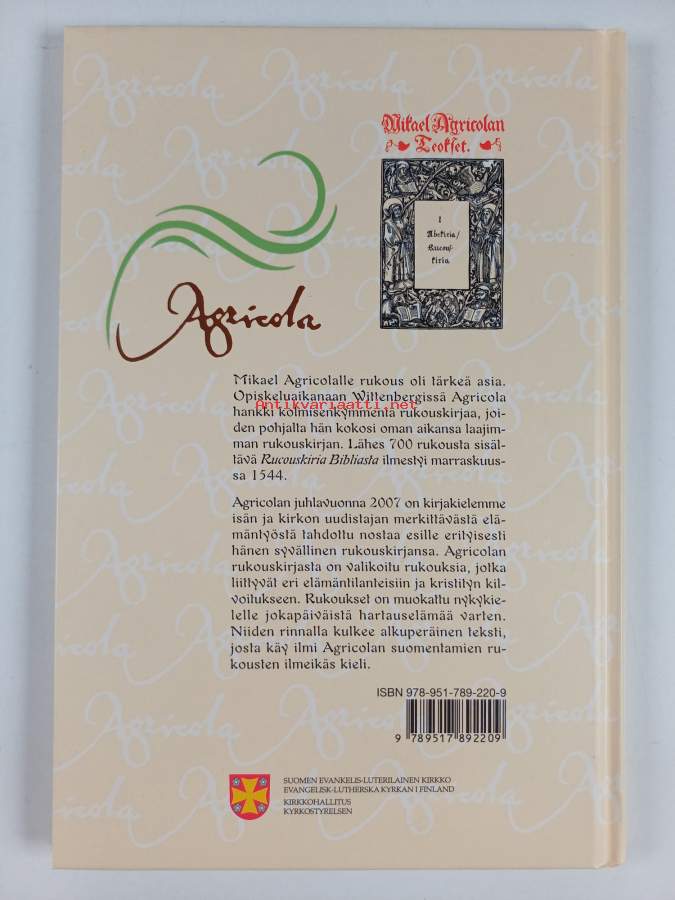 Mikael Agricolan
Teokset.
I
Abckiria/
Rucous-
kiria
Agricola
Mikael Agricolalle rukous oli tärkeä asia.
Opiskeluaikanaan Wittenbergissä Agricola
Antikvariaatti.net
hankki kolmisenkymmentä rukouskirjaa, joi-
den pohjalta hän kokosi oman aikansa laajim-
man rukouskirjan. Lähes 700 rukousta sisäl-
tävä Rucouskiria Bibliasta ilmestyi marraskuus-
sa 1544.
Agricolan juhlavuonna 2007 on kirjakielemme
isän ja kirkon uudistajan merkittävästä elä-
mäntyöstä tahdottu nostaa esille erityisesti
hänen syvällinen rukouskirjansa. Agricolan
rukouskirjasta on valikoitu rukouksia, jotka
liittyvät eri elämäntilanteisiin ja kristityn kil-
voitukseen. Rukoukset on muokattu nykykie-
lelle jokapäiväistä hartauselämää varten.
Niiden rinnalla kulkee alkuperäinen teksti,
josta käy ilmi Agricolan suomentamien ru-
kousten ilmeikäs kieli.
ISBN 978-951-789-220-9
9 789517 892209
SUOMEN EVANKELIS-LUTERILAINEN KIRKKO
EVANGELISK-LUTHERSKA KYRKAN I FINLAND
KIRKKOHALLITUS
KYRKOSTYRELSEN